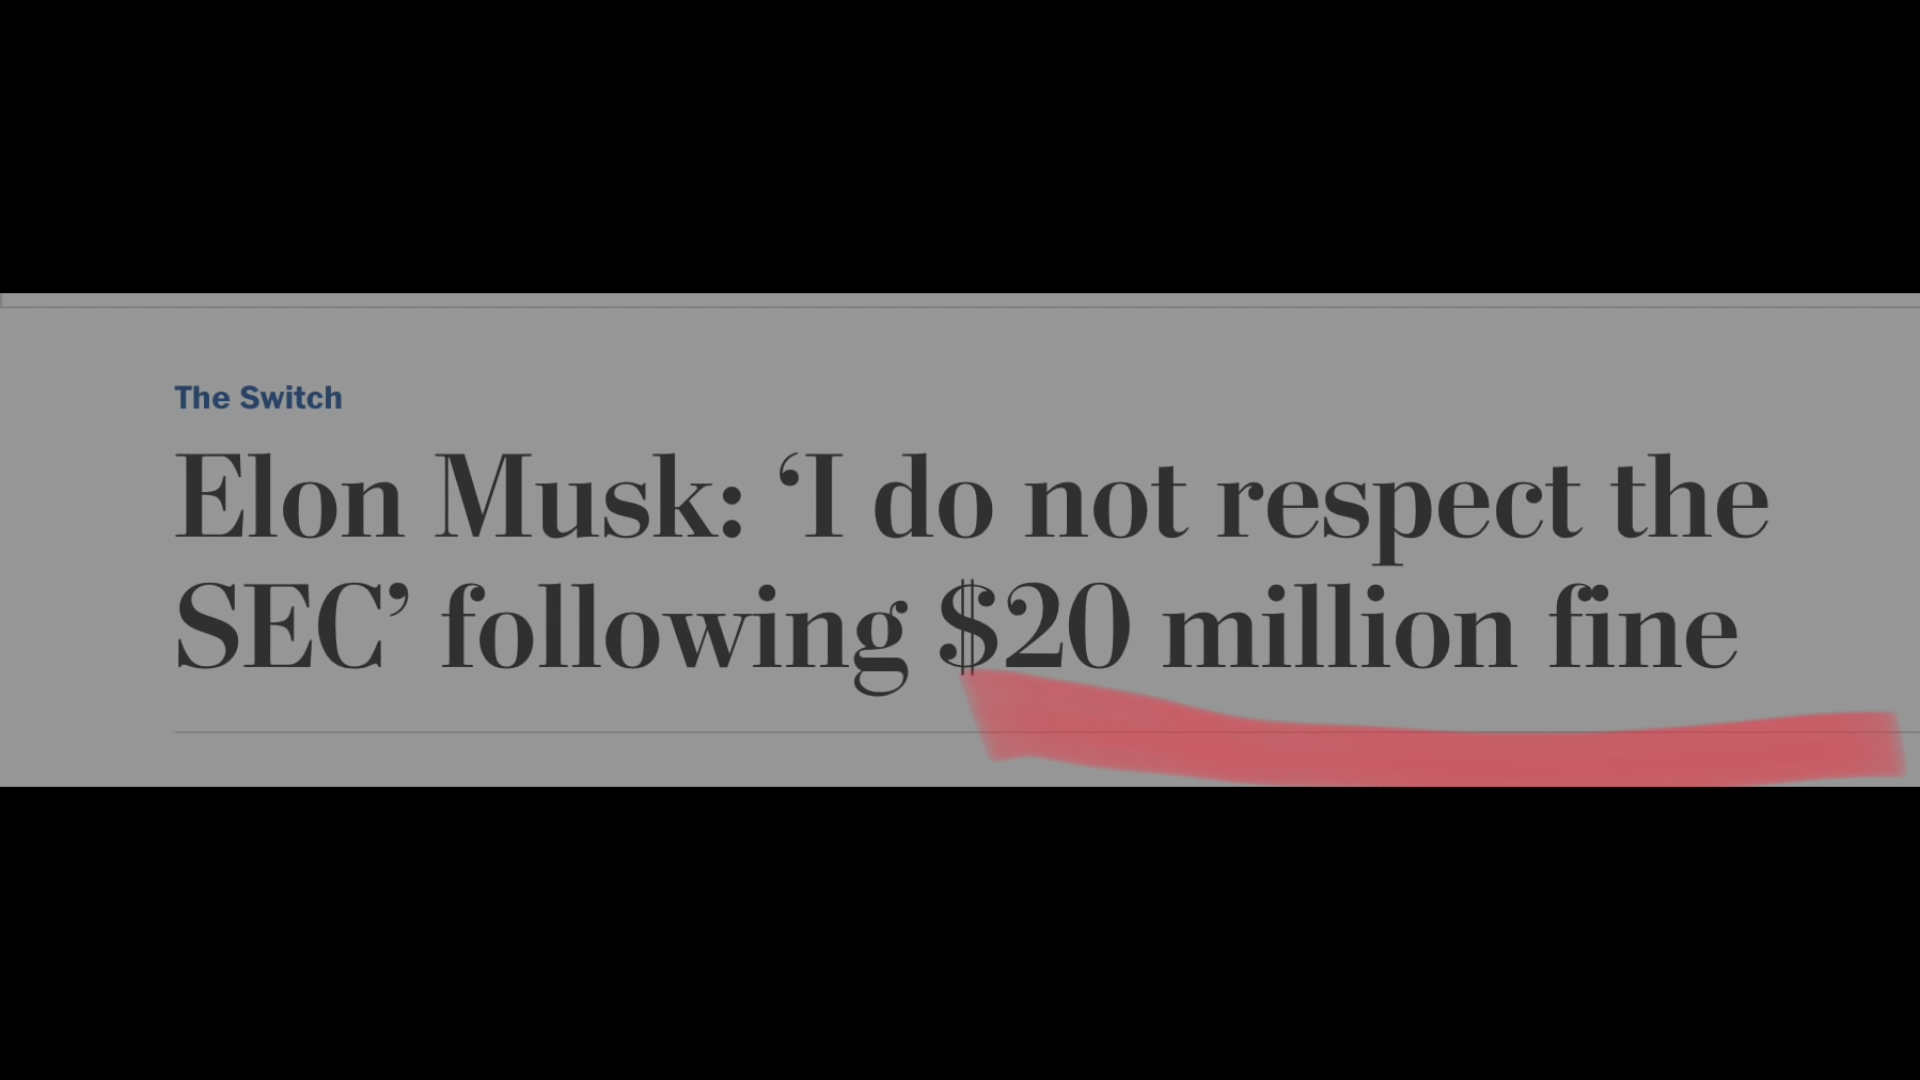 The Switch
Elon Musk: ‘I do not respect the
SEC’ following $20 million fine